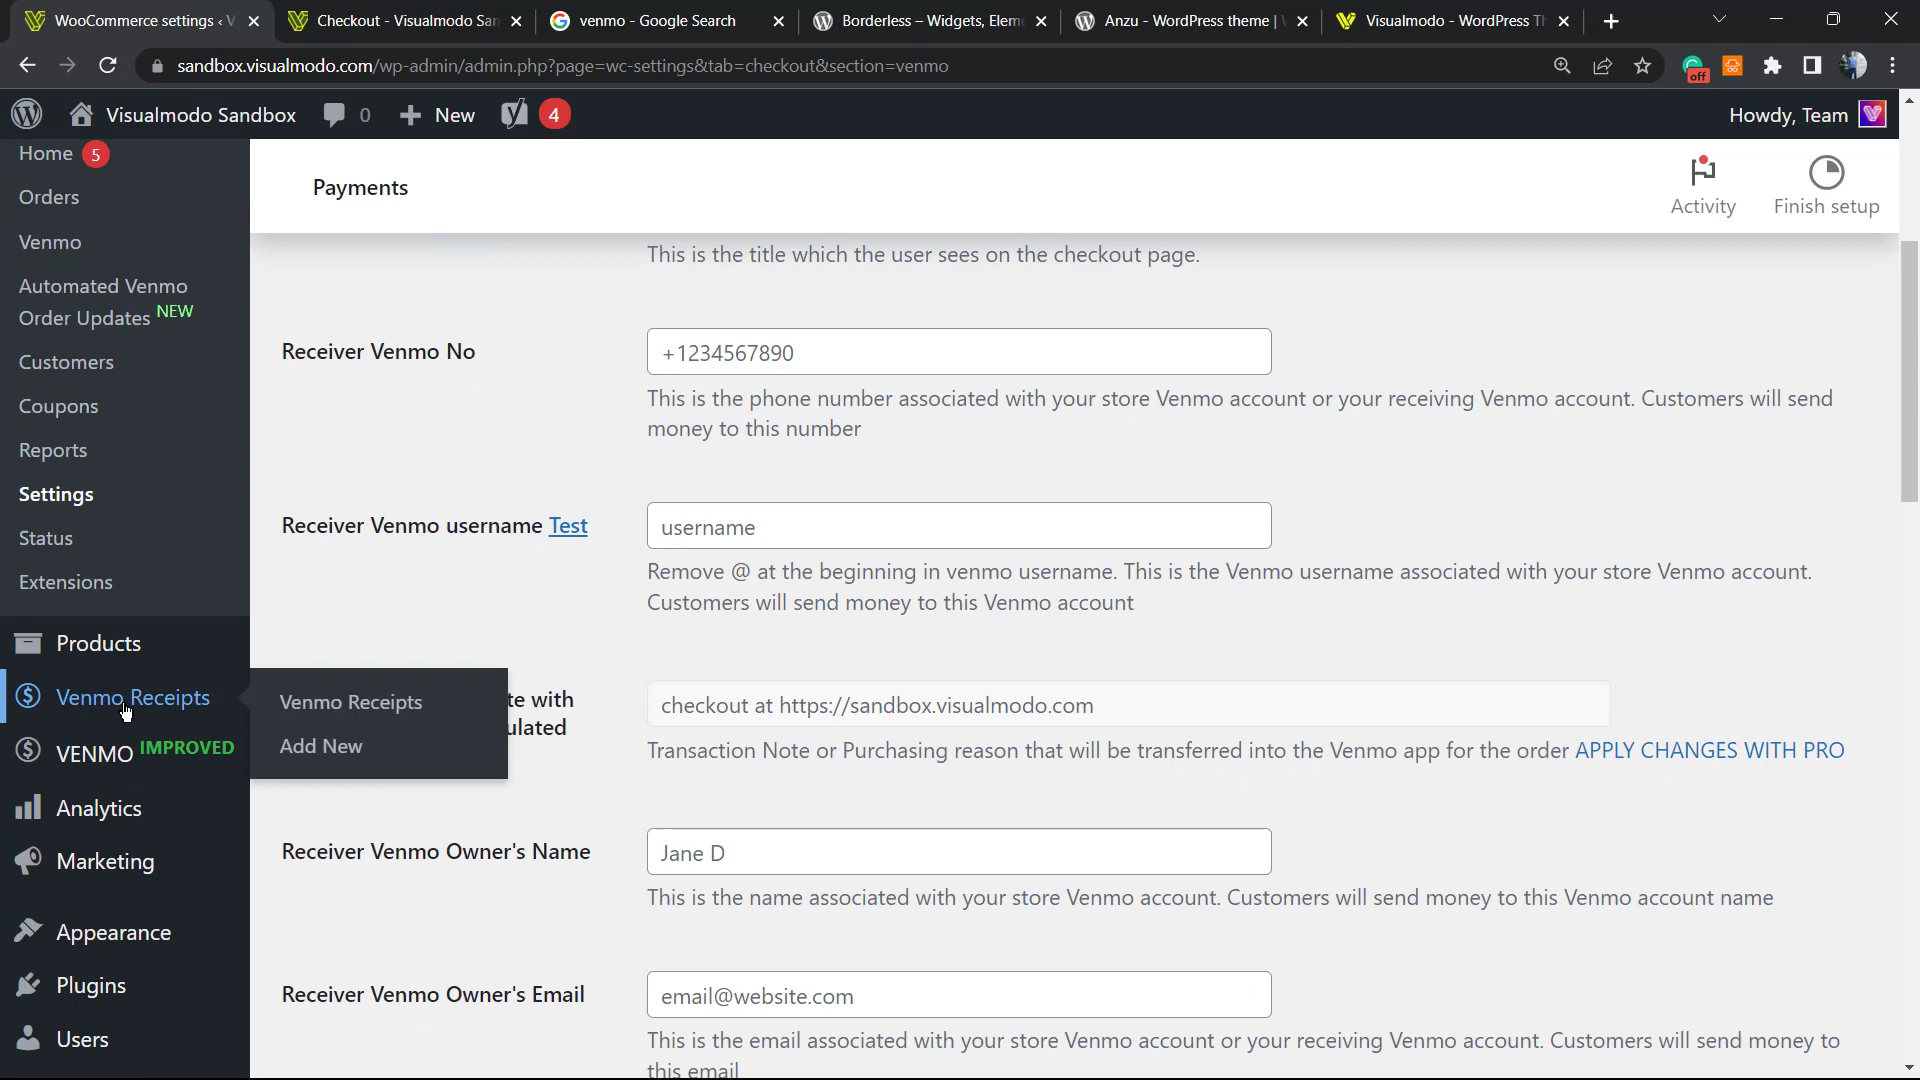 WooCommerce settings ‹ V
Checkout - Visualmodo San
venmo - Google Search
Borderless – Widgets, Elem
Anzu - WordPress theme |
Visualmodo - WordPress Th
sandbox.visualmodo.com/wp-admin/admin.php?page=wc-settings&tab=checkout&section=venmo
off
Visualmodo Sandbox
0
New
4
Howdy, Team
Home 5
Orders
Venmo
Automated Venmo
Order Updates NEW
Customers
Coupons
Reports
Settings
Status
Extensions
Products
Venmo Receipts
VENMO IMPROVED
Analytics
Marketing
Appearance
Plugins
Users
Venmo Receipts
Add New
Payments
Activity
Finish setup
This is the title which the user sees on the checkout page.
Receiver Venmo No
+1234567890
This is the phone number associated with your store Venmo account or your receiving Venmo account. Customers will send
money to this number
Receiver Venmo username Test
username
Remove @ at the beginning in venmo username. This is the Venmo username associated with your store Venmo account.
Customers will send money to this Venmo account
te with
ulated
checkout at https://sandbox.visualmodo.com
Transaction Note or Purchasing reason that will be transferred into the Venmo app for the order APPLY CHANGES WITH PRO
Receiver Venmo Owner's Name
Jane D
This is the name associated with your store Venmo account. Customers will send money to this Venmo account name
Receiver Venmo Owner's Email
email@website.com
This is the email associated with your store Venmo account or your receiving Venmo account. Customers will send money to
this email